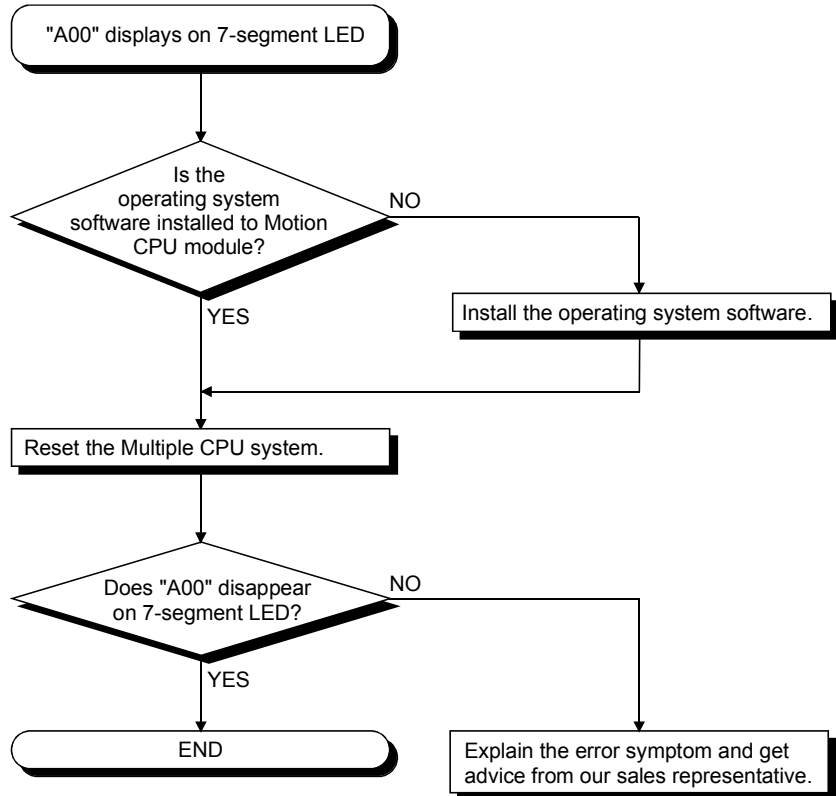 "A00" displays on 7-segment LED
Is the
operating system
software installed to Motion
CPU module?
NO
YES
Install the operating system software.
Reset the Multiple CPU system.
Does "A00" disappear
on 7-segment LED?
NO
YES
END
Explain the error symptom and get
advice from our sales representative.